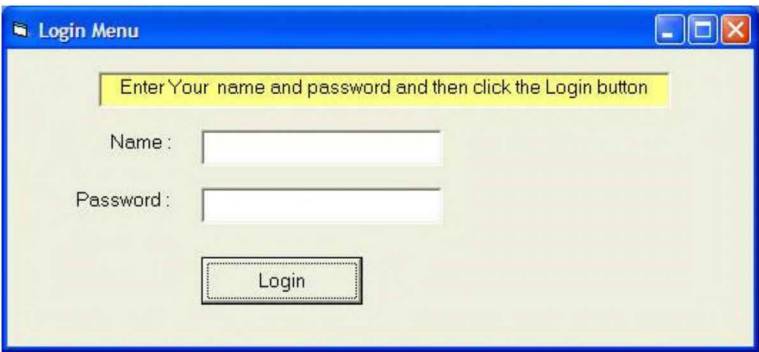 Login Menu
Enter Your name and password and then click the Login button
Name :
Password :
Login